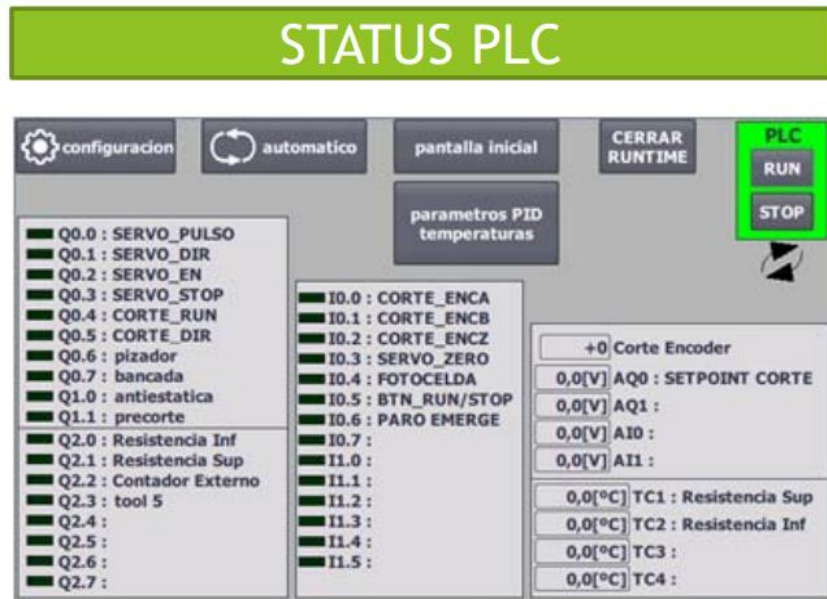 STATUS PLC
configuracion
automatico
pantalla inicial
CERRAR
RUNTIME
PLC
RUN
STOP
parametros PID
temperaturas
Q0.0 : SERVO_PULSO
Q0.1 : SERVO_DIR
Q0.2 : SERVO_EN
Q0.3 : SERVO_STOP
Q0.4 : CORTE_RUN
Q0.5 : CORTE_DIR
Q0.6 : pizador
Q0.7 : bancada
Q1.0 : antiestatica
Q1.1 : precorte
Q2.0 : Resistencia Inf
Q2.1 : Resistencia Sup
Q2.2 : Contador Externo
Q2.3 : tool 5
Q2.4 :
Q2.5 :
Q2.6 :
Q2.7 :
I0.0 : CORTE_ENCA
I0.1 : CORTE_ENCB
I0.2 : CORTE_ENCZ
I0.3 : SERVO_ZERO
I0.4 : FOTOCELDA
I0.5 : BTN_RUN/STOP
I0.6 : PARO EMERGE
I0.7 :
I1.0 :
I1.1 :
I1.2 :
I1.3 :
I1.4 :
I1.5 :
+0 Corte Encoder
0,0[V] AQ0 : SETPOINT CORTE
0,0[V] AQ1 :
0,0[V] AI0 :
0,0[V] AI1 :
0,0[ºC] TC1 : Resistencia Sup
0,0[ºC] TC2 : Resistencia Inf
0,0[ºC] TC3 :
0,0[ºC] TC4 :